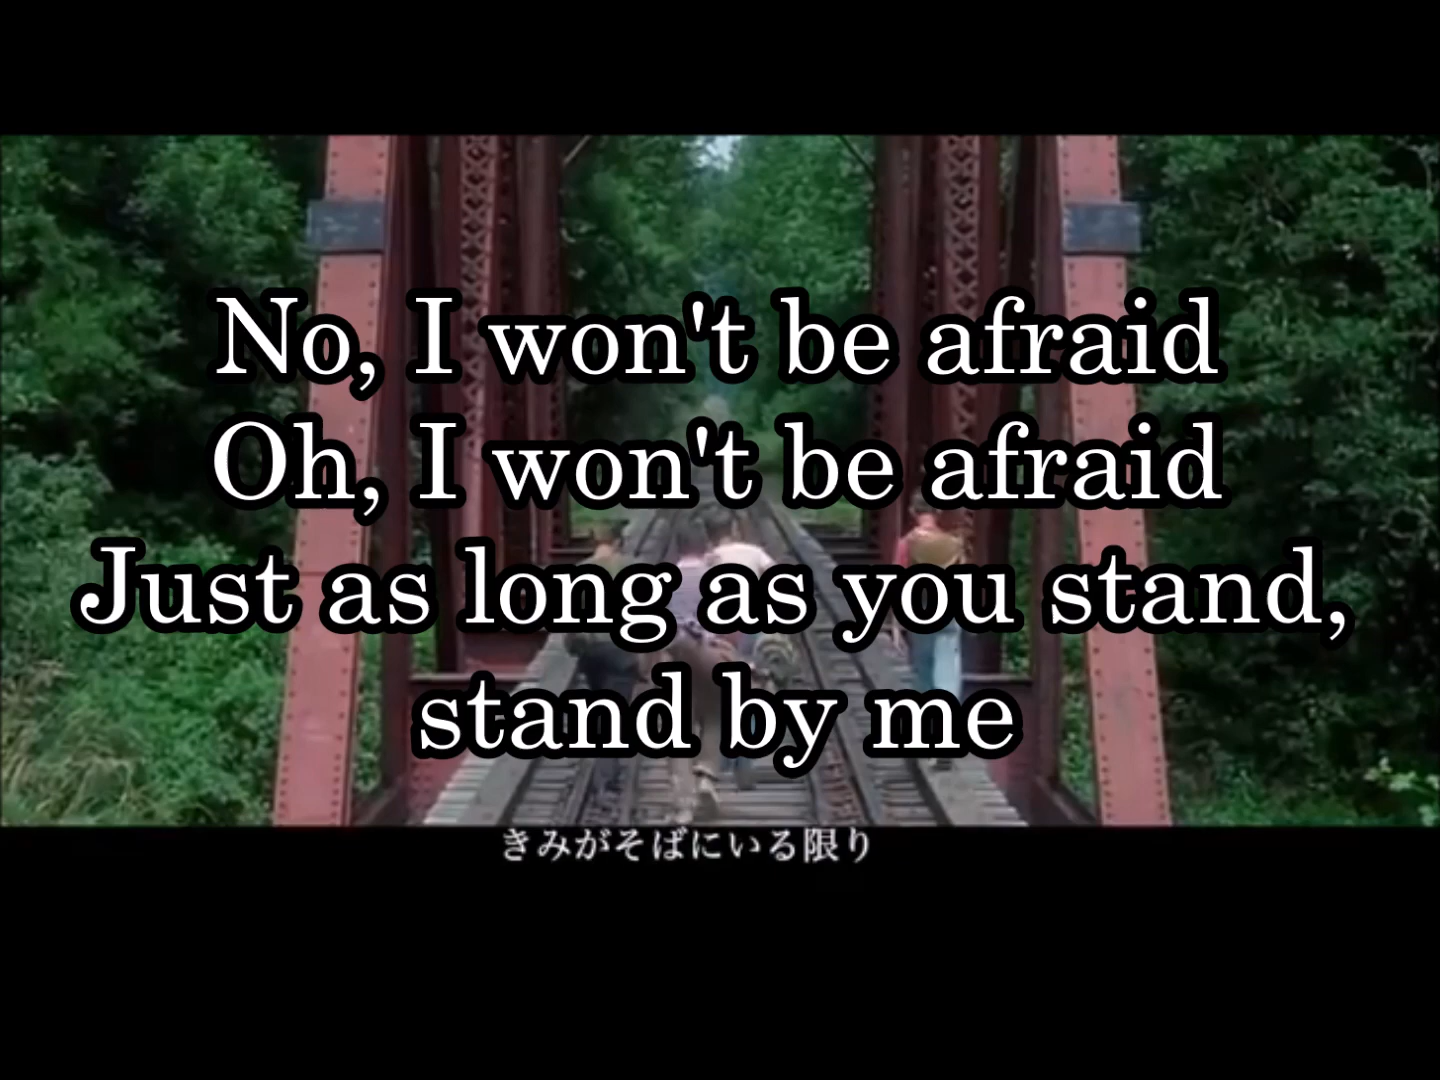 No, I won't be afraid
Oh, I won't be afraid
Just as long as you stand,
stand by me
きみがそばにいる限り